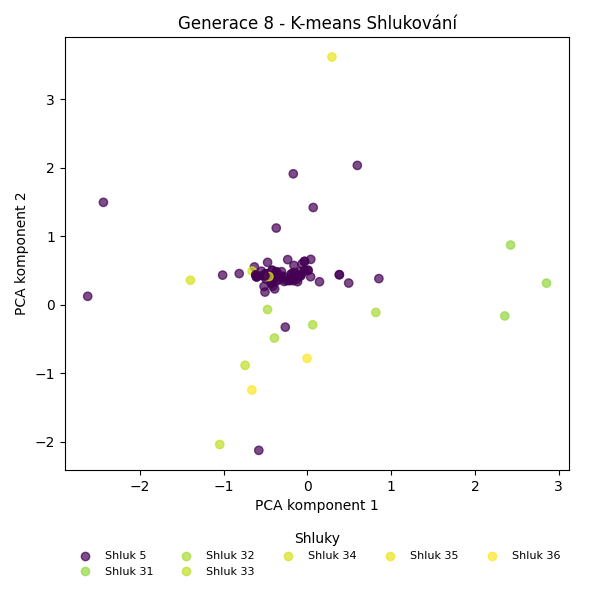 Generace 8 - K-means Shlukování
PCA komponent 2
3
2
1
0
−1
−2
−2 −1 0 1 2 3
PCA komponent 1
Shluky
Shluk 5 Shluk 32 Shluk 34 Shluk 35 Shluk 36
Shluk 31 Shluk 33